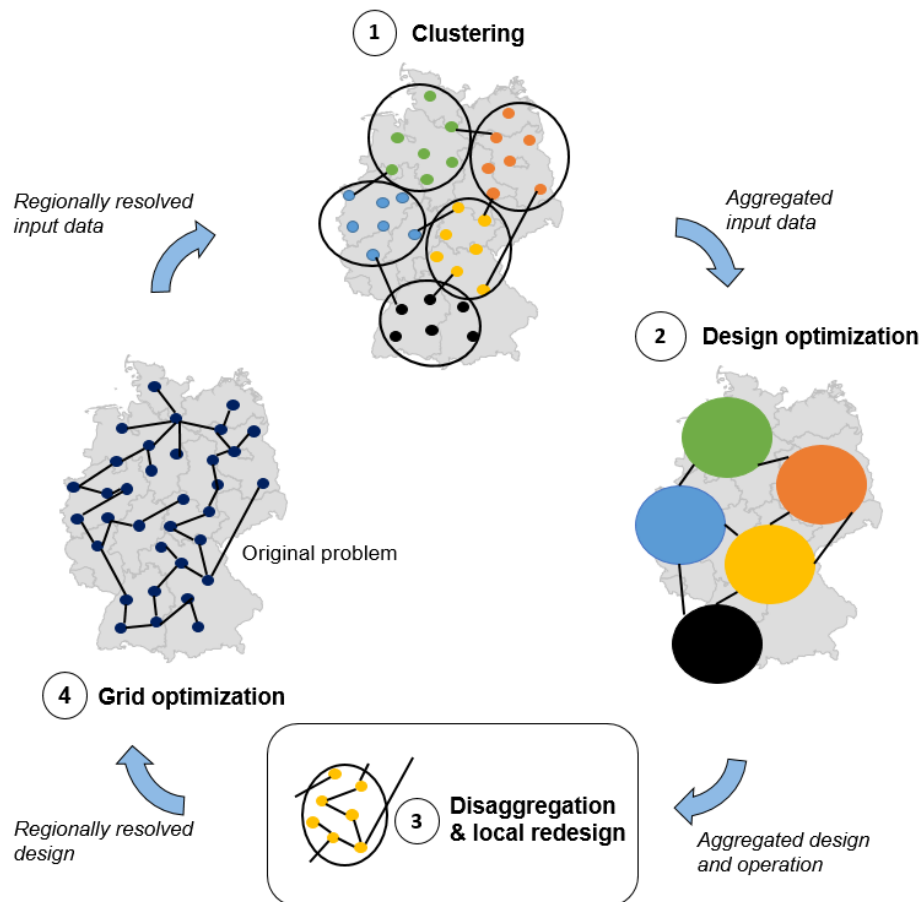 1 Clustering
Regionally resolved
input data
Aggregated
input data
2 Design optimization
Original problem
4 Grid optimization
3 Disaggregation
& local redesign
Regionally resolved
design
Aggregated design
and operation